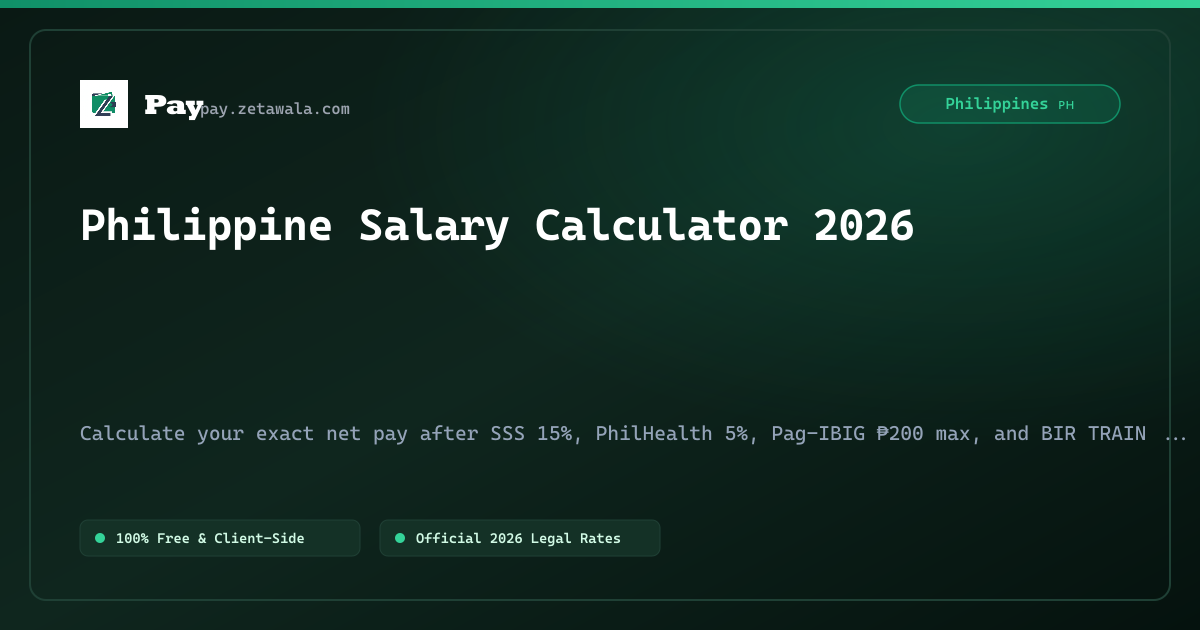 Pay pay.zetawala.com
Philippines PH
Philippine Salary Calculator 2026
Calculate your exact net pay after SSS 15%, PhilHealth 5%, Pag-IBIG ₱200 max, and BIR TRAIN ...
100% Free & Client-Side
Official 2026 Legal Rates